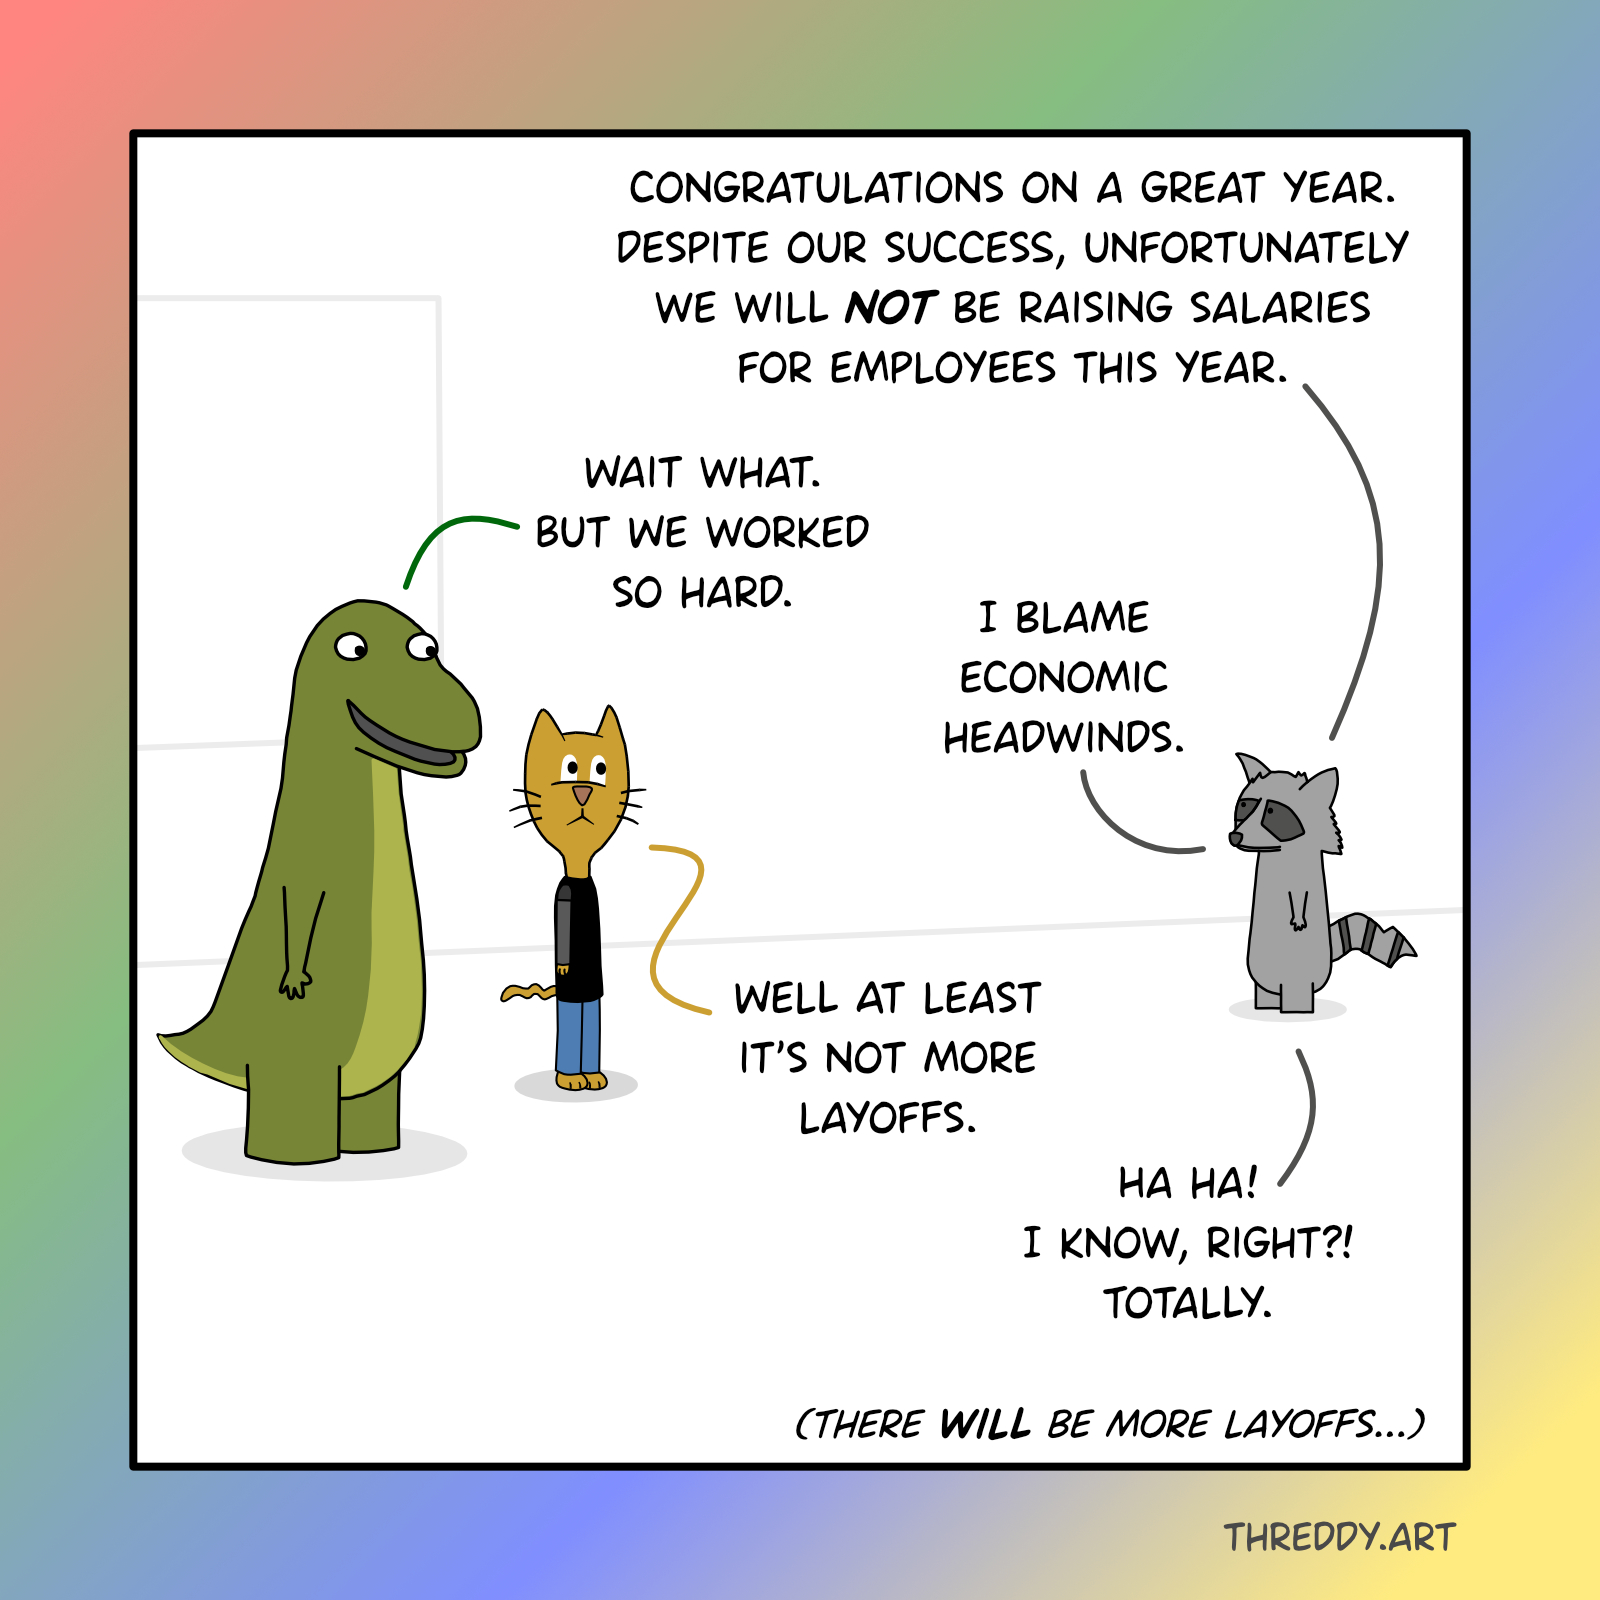 CONGRATULATIONS ON A GREAT YEAR.
DESPITE OUR SUCCESS, UNFORTUNATELY
WE WILL NOT BE RAISING SALARIES
FOR EMPLOYEES THIS YEAR.
WAIT WHAT.
BUT WE WORKED
SO HARD.
I BLAME
ECONOMIC
HEADWINDS.
WELL AT LEAST
IT'S NOT MORE
LAYOFFS.
HA HA!
I KNOW, RIGHT?!
TOTALLY.
(THERE WILL BE MORE LAYOFFS...)
THREDDY.ART